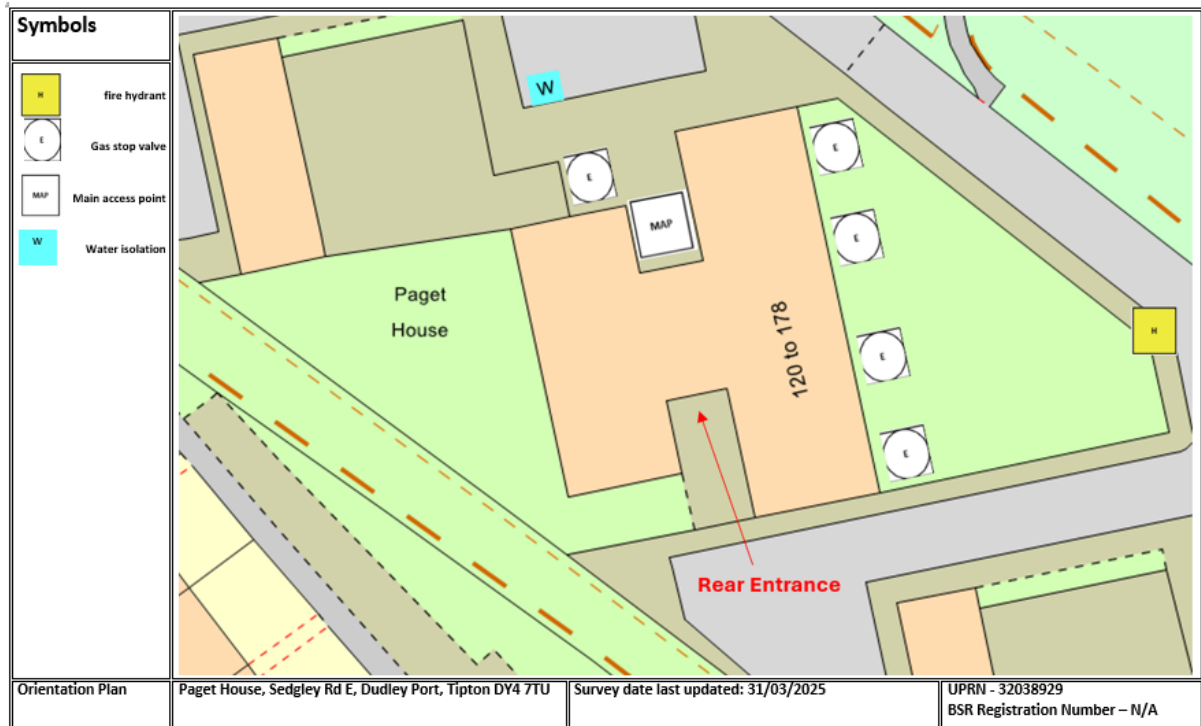 Symbols
H
fire hydrant
E
Gas stop valve
MAP
Main access point
W
Water isolation
W
E
E
MAP
E
Paget
House
120 to 178
H
E
E
Rear Entrance
Orientation Plan
Paget House, Sedgley Rd E, Dudley Port, Tipton DY4 7TU
Survey date last updated: 31/03/2025
UPRN - 32038929
BSR Registration Number – N/A